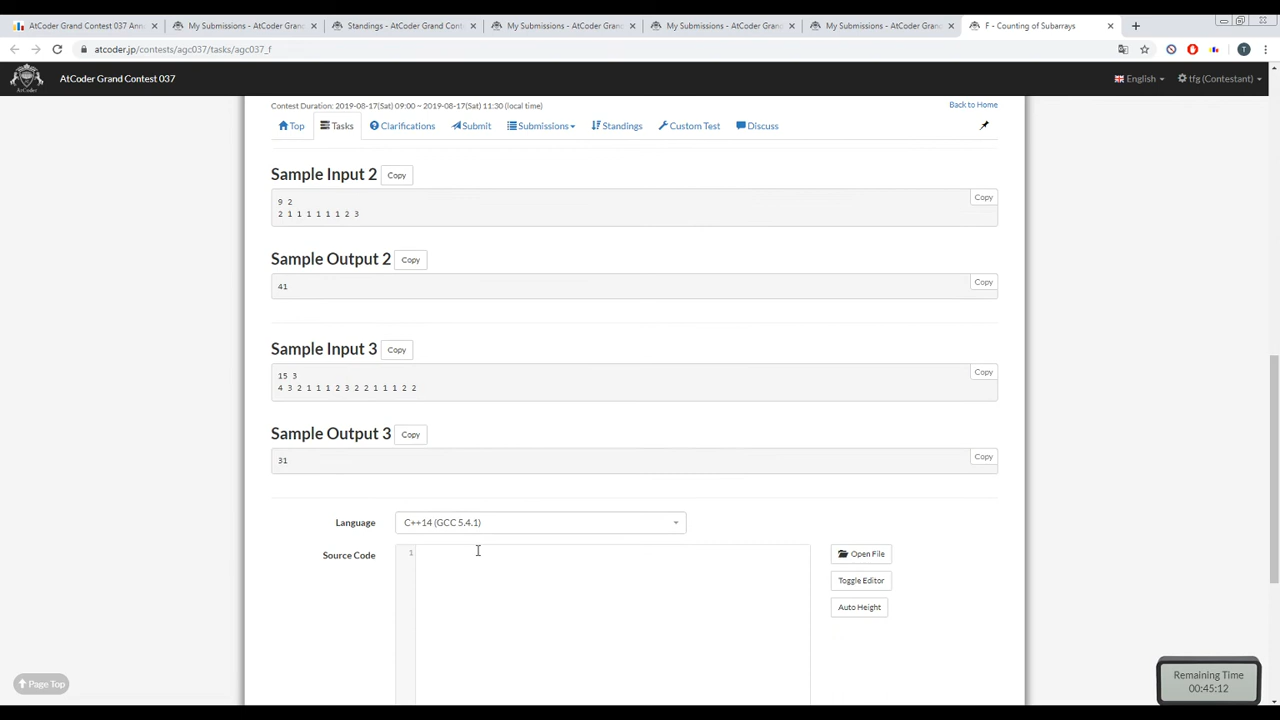 AtCoder Grand Contest 037 Ann
My Submissions - AtCoder Gran
Standings - AtCoder Grand Cont
My Submissions - AtCoder Gran
My Submissions - AtCoder Gran
My Submissions - AtCoder Gran
F - Counting of Subarrays
atcoder.jp/contests/agc037/tasks/agc037_f
AtCoder Grand Contest 037
English
tfg (Contestant)
Contest Duration: 2019-08-17(Sat) 09:00 ~ 2019-08-17(Sat) 11:30 (local time)
Back to Home
Top
Tasks
Clarifications
Submit
Submissions
Standings
Custom Test
Discuss
Sample Input 2
Copy
Copy
9 2
2 1 1 1 1 1 1 2 3
Sample Output 2
Copy
Copy
41
Sample Input 3
Copy
Copy
15 3
4 3 2 1 1 1 2 3 2 2 1 1 1 2 2
Sample Output 3
Copy
Copy
31
Language
C++14 (GCC 5.4.1)
Source Code
1
Open File
Toggle Editor
Auto Height
Page Top
Remaining Time
00:45:12